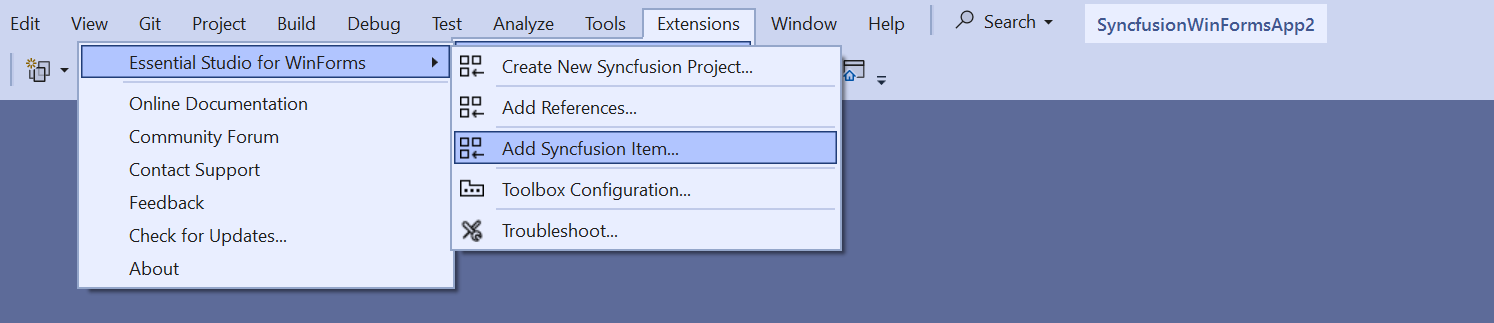 Edit View Git Project Build Debug Test Analyze Tools Extensions Window Help Search SyncfusionWinFormsApp2
Essential Studio for WinForms
Online Documentation
Community Forum
Contact Support
Feedback
Check for Updates...
About
Create New Syncfusion Project...
Add References...
Add Syncfusion Item...
Toolbox Configuration...
Troubleshoot...